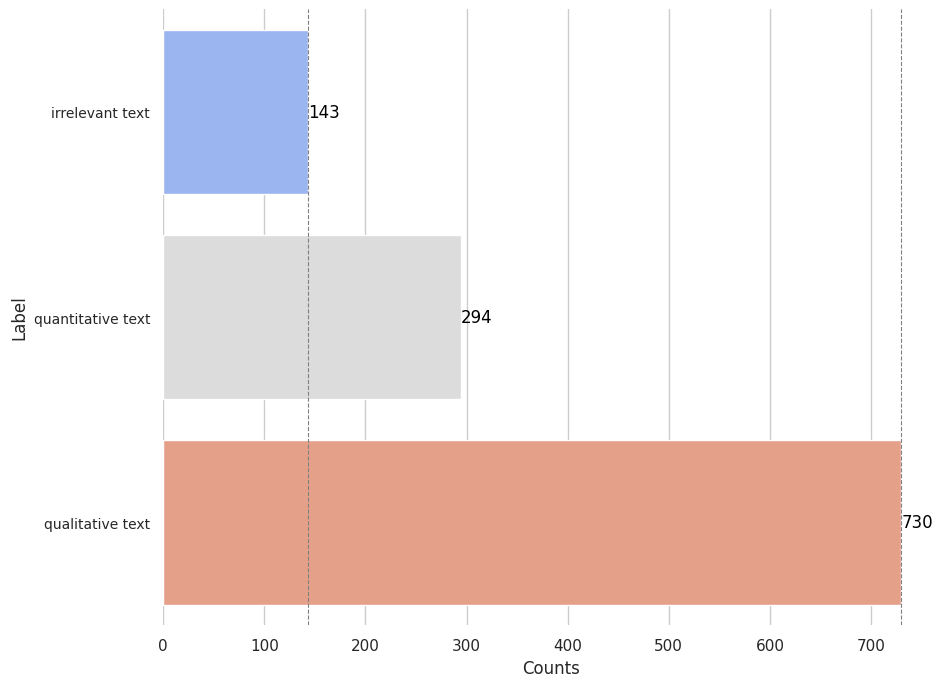 irrelevant text
143
quantitative text
294
qualitative text
730
Label
0 100 200 300 400 500 600 700
Counts